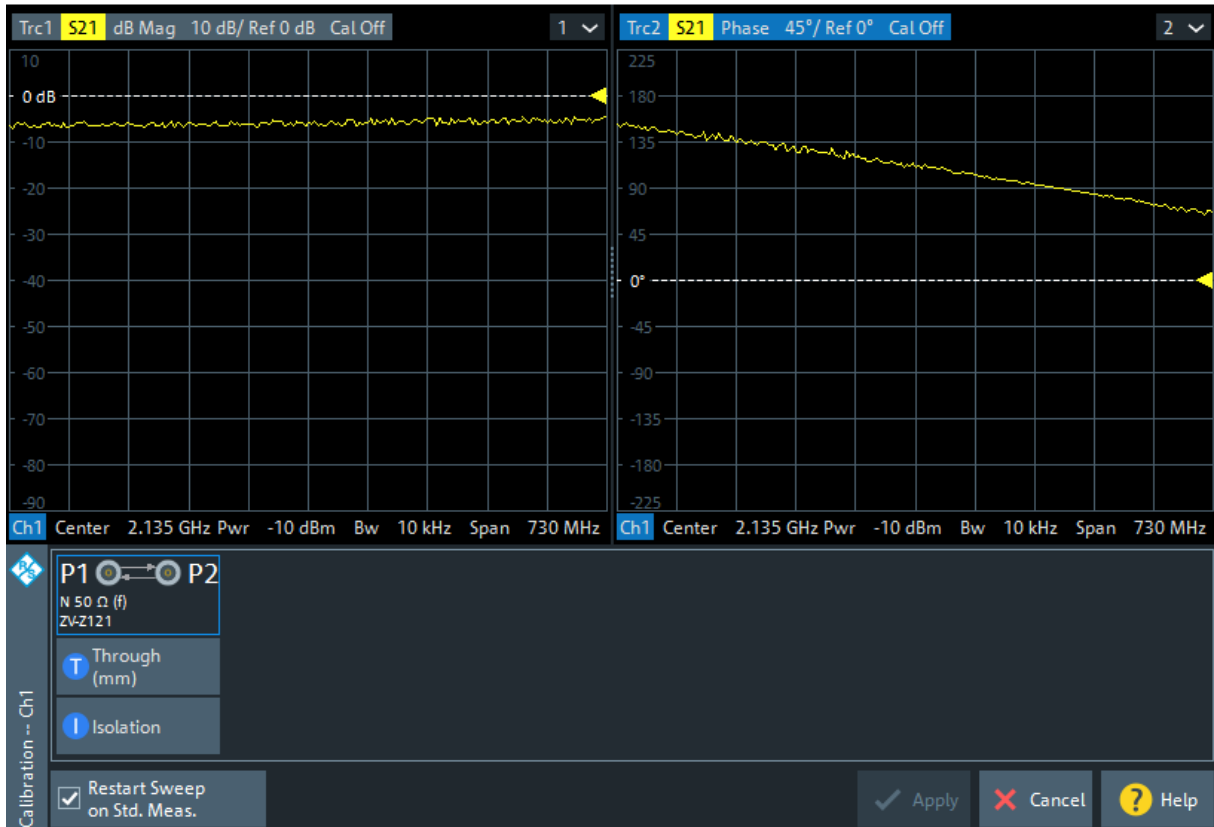 Trc1 S21 dB Mag 10 dB/ Ref 0 dB Cal Off 1
10
0 dB
-10
-20
-30
-40
-50
-60
-70
-80
-90
Ch1 Center 2.135 GHz Pwr -10 dBm Bw 10 kHz Span 730 MHz
Trc2 S21 Phase 45°/ Ref 0° Cal Off 2
225
180
135
90
45
0°
-45
-90
-135
-180
-225
Ch1 Center 2.135 GHz Pwr -10 dBm Bw 10 kHz Span 730 MHz
Calibration -- Ch1
R&S
P1 P2
N 50 Ω (f)
ZV-Z121
T Through
(mm)
I Isolation
Restart Sweep
on Std. Meas.
Apply
Cancel
? Help